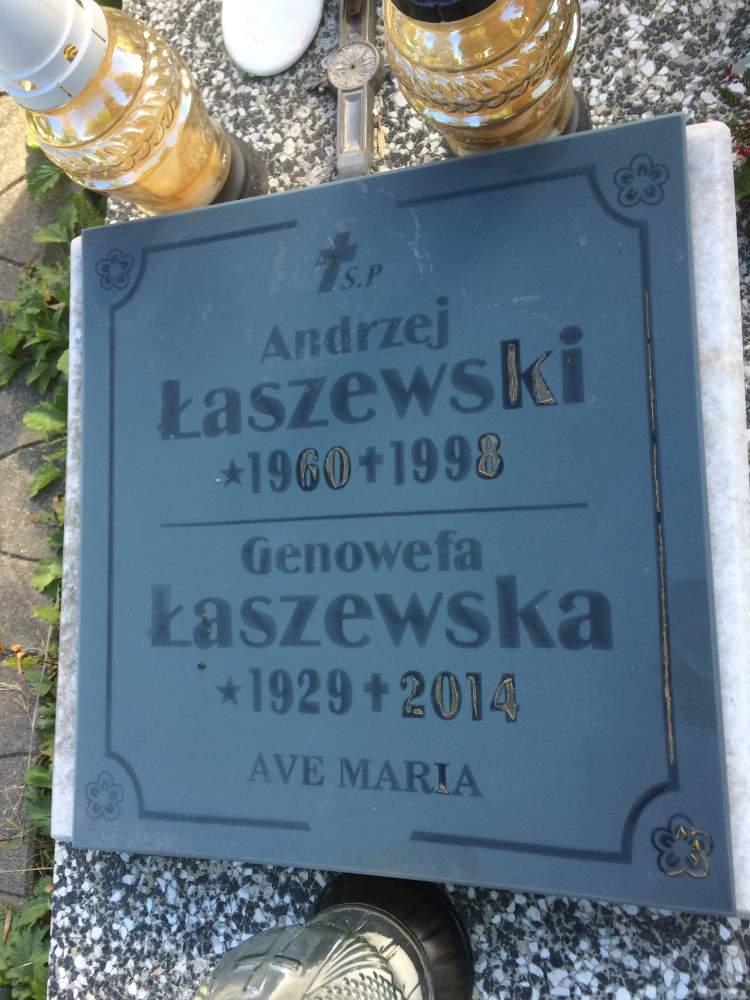 Ś.P
Andrzej
Łaszewski
★1960 ✝ 1998
Genowefa
Łaszewska
★1929 ✝ 2014
AVE MARIA